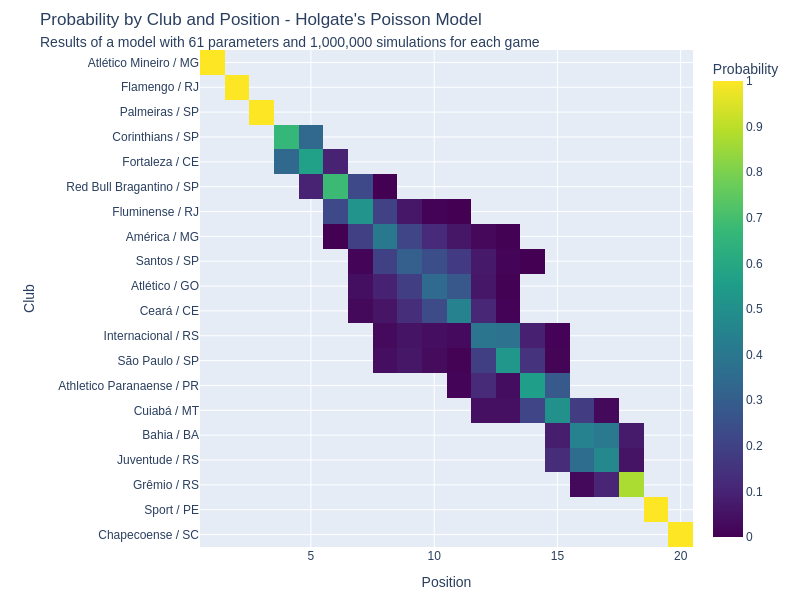 Probability by Club and Position - Holgate's Poisson Model
Results of a model with 61 parameters and 1,000,000 simulations for each game
Probability
Club
Atlético Mineiro / MG
Flamengo / RJ
Palmeiras / SP
Corinthians / SP
Fortaleza / CE
Red Bull Bragantino / SP
Fluminense / RJ
América / MG
Santos / SP
Atlético / GO
Ceará / CE
Internacional / RS
São Paulo / SP
Athletico Paranaense / PR
Cuiabá / MT
Bahia / BA
Juventude / RS
Grêmio / RS
Sport / PE
Chapecoense / SC
1
0.9
0.8
0.7
0.6
0.5
0.4
0.3
0.2
0.1
0
5 10 15 20
Position